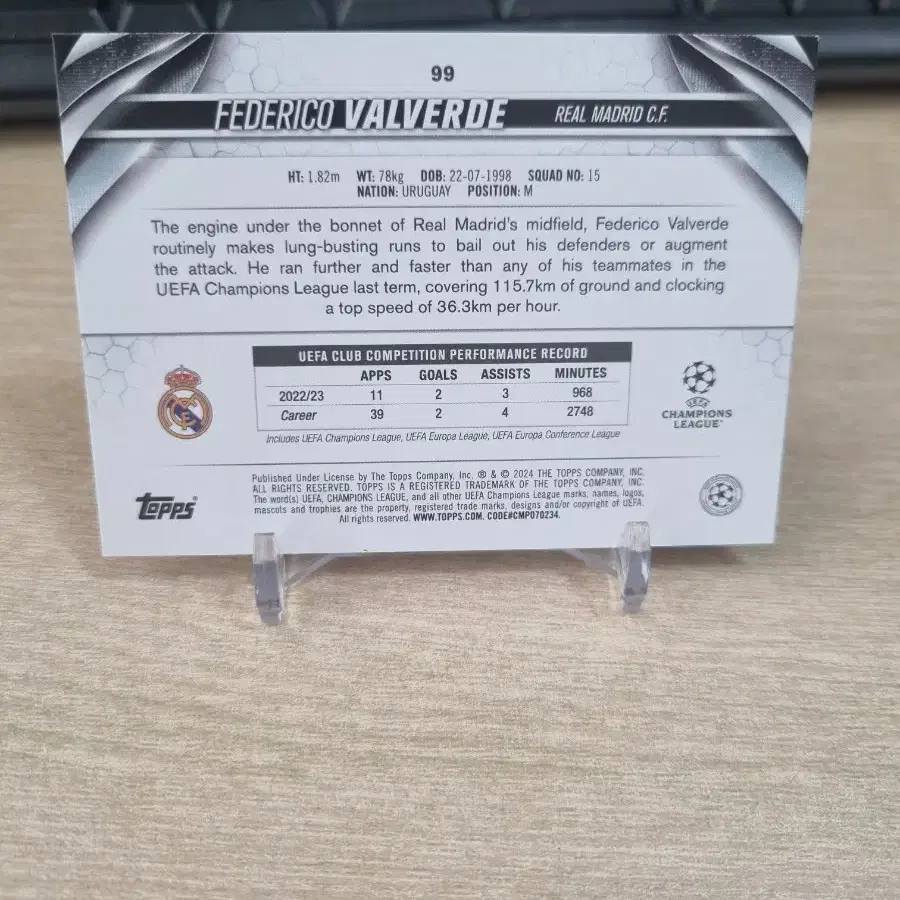 99
FEDERICO VALVERDE REAL MADRID C.F.
HT: 1.82m WT: 78kg DOB: 22-07-1998 SQUAD NO: 15
NATION: URUGUAY POSITION: M
The engine under the bonnet of Real Madrid's midfield, Federico Valverde
routinely makes lung-busting runs to bail out his defenders or augment
the attack. He ran further and faster than any of his teammates in the
UEFA Champions League last term, covering 115.7km of ground and clocking
a top speed of 36.3km per hour.
UEFA CLUB COMPETITION PERFORMANCE RECORD
APPS GOALS ASSISTS MINUTES
2022/23 11 2 3 968
Career 39 2 4 2748
Includes UEFA Champions League, UEFA Europa League, UEFA Europa Conference League
UEFA
CHAMPIONS
LEAGUE
Published Under License by The Topps Company, Inc. ® & © 2024 THE TOPPS COMPANY, INC.
ALL RIGHTS RESERVED. TOPPS IS A REGISTERED TRADEMARK OF THE TOPPS COMPANY, INC.
The word(s) UEFA, CHAMPIONS LEAGUE, and all other UEFA Champions League marks, names, logos,
mascots and trophies are the property, registered trade marks, designs and/or copyright of UEFA.
All rights reserved. WWW.TOPPS.COM. CODE#CMP070234.
Topps®